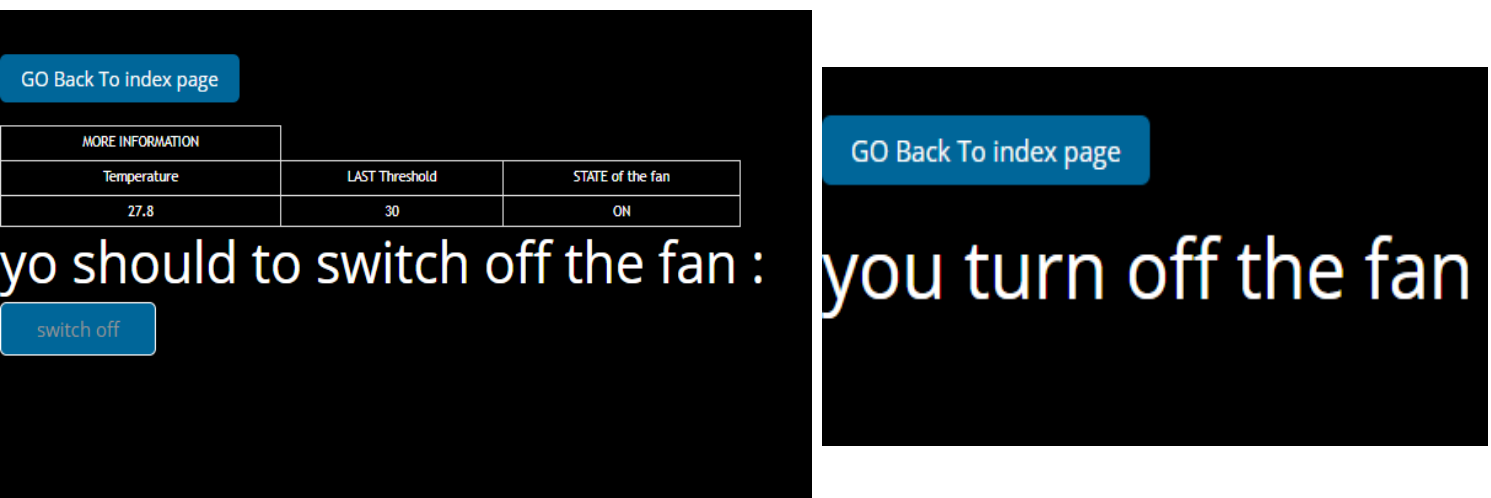 GO Back To index page
MORE INFORMATION
Temperature LAST Threshold STATE of the fan
27.8 30 ON
yo should to switch off the fan :
switch off
GO Back To index page
you turn off the fan